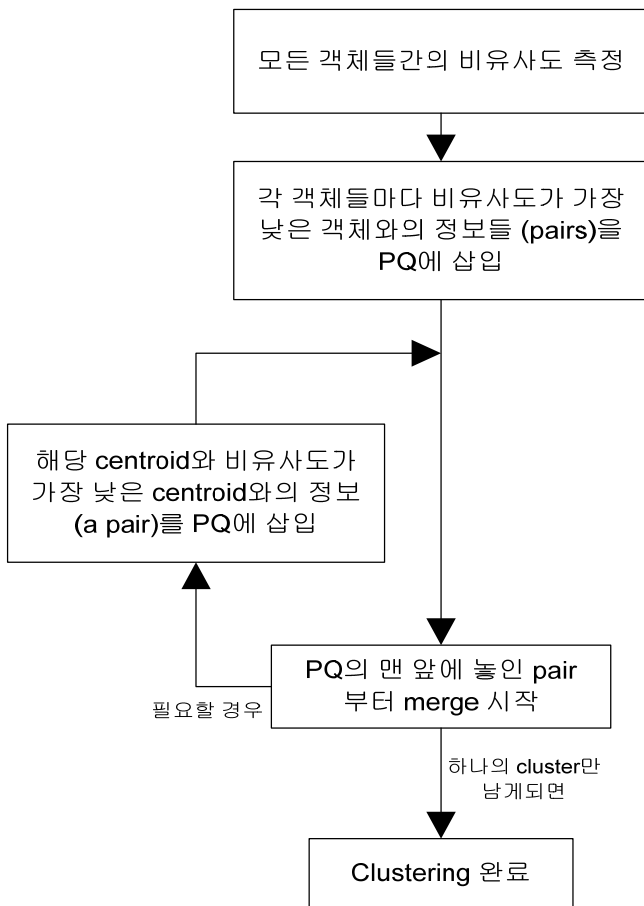 모든 객체들간의 비유사도 측정
각 객체들마다 비유사도가 가장
낮은 객체와의 정보들 (pairs)을
PQ에 삽입
해당 centroid와 비유사도가
가장 낮은 centroid와의 정보
(a pair)를 PQ에 삽입
PQ의 맨 앞에 놓인 pair
부터 merge 시작
필요할 경우
하나의 cluster만
남게되면
Clustering 완료